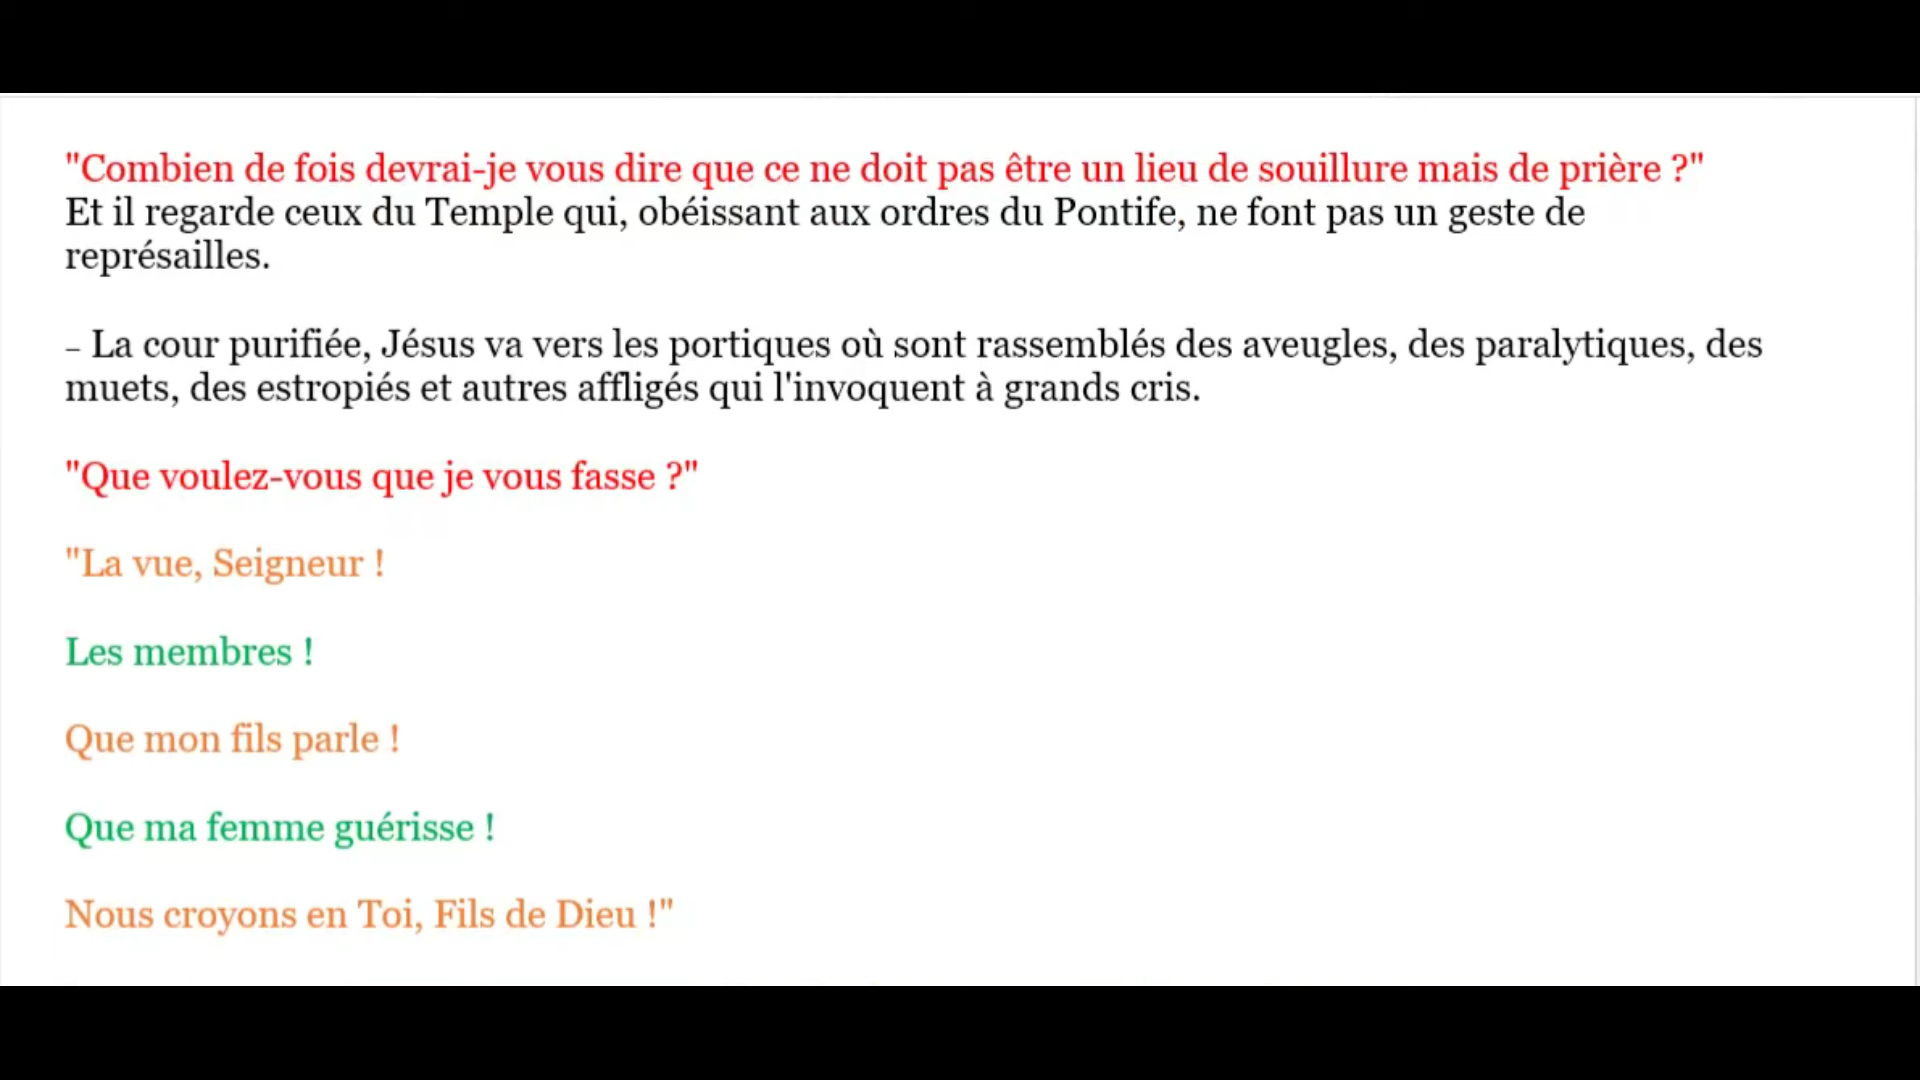 "Combien de fois devrai-je vous dire que ce ne doit pas être un lieu de souillure mais de prière ?"
Et il regarde ceux du Temple qui, obéissant aux ordres du Pontife, ne font pas un geste de
représailles.
– La cour purifiée, Jésus va vers les portiques où sont rassemblés des aveugles, des paralytiques, des
muets, des estropiés et autres affligés qui l'invoquent à grands cris.
"Que voulez-vous que je vous fasse ?"
"La vue, Seigneur !
Les membres !
Que mon fils parle !
Que ma femme guérisse !
Nous croyons en Toi, Fils de Dieu !"